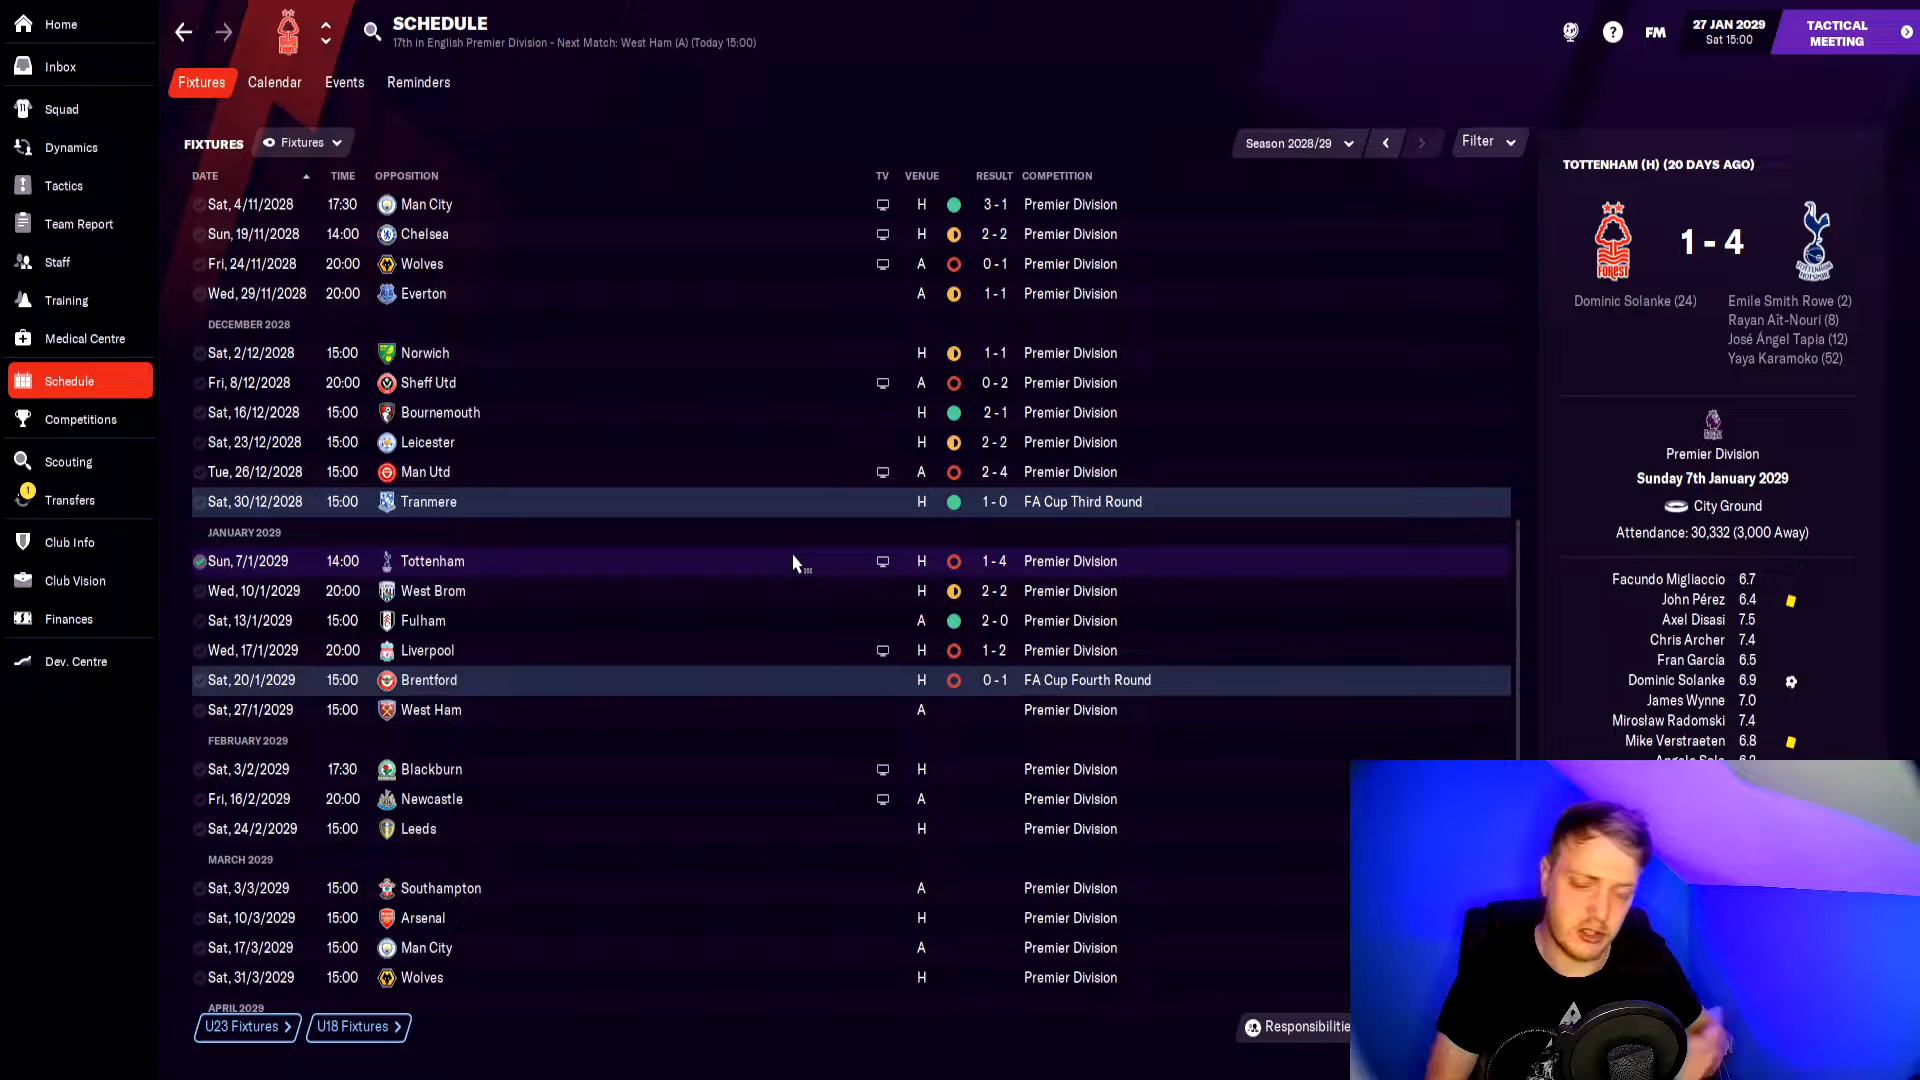 Home
Inbox
Squad
Dynamics
Tactics
Team Report
Staff
Training
Medical Centre
Schedule
Competitions
Scouting
1
Transfers
Club Info
Club Vision
Finances
Dev. Centre
SCHEDULE
17th in English Premier Division - Next Match: West Ham (A) (Today 15:00)
? FM
27 JAN 2029
Sat 15:00
TACTICAL
MEETING
Fixtures Calendar Events Reminders
FIXTURES Fixtures Season 2028/29 Filter
DATE TIME OPPOSITION TV VENUE RESULT COMPETITION
Sat, 4/11/2028 17:30 Man City H 3 - 1 Premier Division
Sun, 19/11/2028 14:00 Chelsea H 2 - 2 Premier Division
Fri, 24/11/2028 20:00 Wolves A 0 - 1 Premier Division
Wed, 29/11/2028 20:00 Everton A 1 - 1 Premier Division
DECEMBER 2028
Sat, 2/12/2028 15:00 Norwich H 1 - 1 Premier Division
Fri, 8/12/2028 20:00 Sheff Utd A 0 - 2 Premier Division
Sat, 16/12/2028 15:00 Bournemouth H 2 - 1 Premier Division
Sat, 23/12/2028 15:00 Leicester H 2 - 2 Premier Division
Tue, 26/12/2028 15:00 Man Utd A 2 - 4 Premier Division
Sat, 30/12/2028 15:00 Tranmere H 1 - 0 FA Cup Third Round
JANUARY 2029
Sun, 7/1/2029 14:00 Tottenham H 1 - 4 Premier Division
Wed, 10/1/2029 20:00 West Brom H 2 - 2 Premier Division
Sat, 13/1/2029 15:00 Fulham A 2 - 0 Premier Division
Wed, 17/1/2029 20:00 Liverpool H 1 - 2 Premier Division
Sat, 20/1/2029 15:00 Brentford H 0 - 1 FA Cup Fourth Round
Sat, 27/1/2029 15:00 West Ham A Premier Division
FEBRUARY 2029
Sat, 3/2/2029 17:30 Blackburn H Premier Division
Fri, 16/2/2029 20:00 Newcastle A Premier Division
Sat, 24/2/2029 15:00 Leeds H Premier Division
MARCH 2029
Sat, 3/3/2029 15:00 Southampton A Premier Division
Sat, 10/3/2029 15:00 Arsenal H Premier Division
Sat, 17/3/2029 15:00 Man City A Premier Division
Sat, 31/3/2029 15:00 Wolves H Premier Division
APRIL 2029
U23 Fixtures U18 Fixtures Responsibilitie
TOTTENHAM (H) (20 DAYS AGO)
FOREST 1 - 4 TOTTENHAM HOTSPUR
Dominic Solanke (24) Emile Smith Rowe (2)
Rayan Aït-Nouri (8)
José Ángel Tapia (12)
Yaya Karamoko (52)
Premier Division
Sunday 7th January 2029
City Ground
Attendance: 30,332 (3,000 Away)
Facundo Migliaccio 6.7
John Pérez 6.4
Axel Disasi 7.5
Chris Archer 7.4
Fran García 6.5
Dominic Solanke 6.9
James Wynne 7.0
Miroslaw Radomski 7.4
Mike Verstraeten 6.8